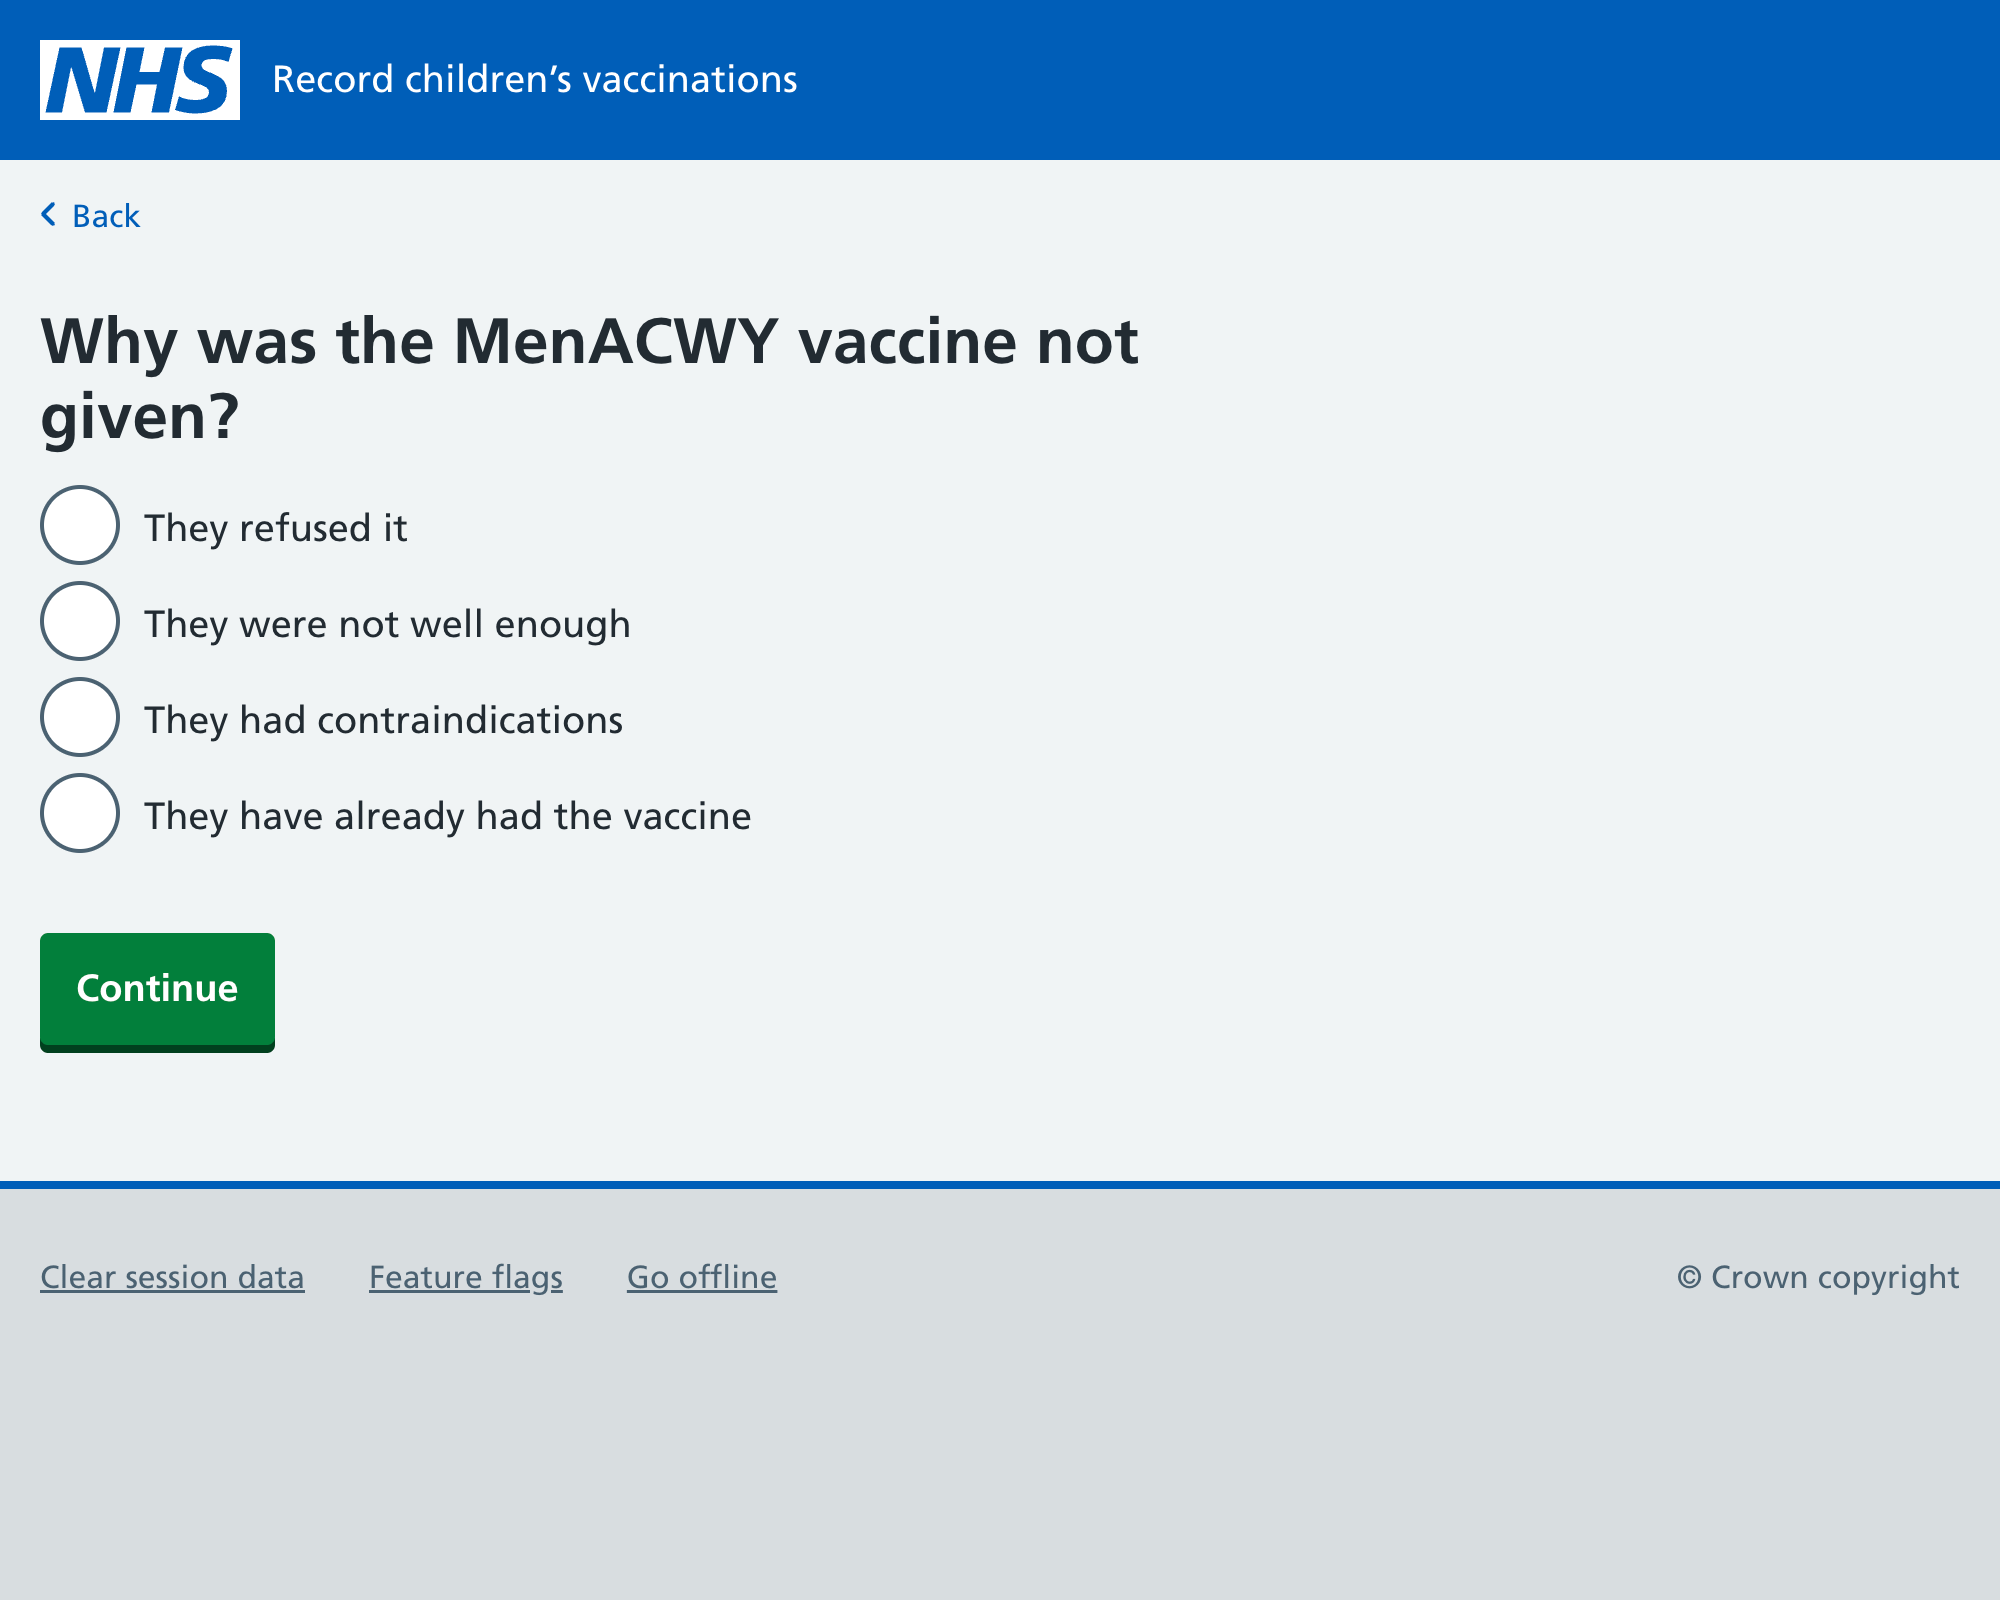 NHS
Record children’s vaccinations
Back
Why was the MenACWY vaccine not
given?
They refused it
They were not well enough
They had contraindications
They have already had the vaccine
Continue
Clear session data
Feature flags
Go offline
© Crown copyright